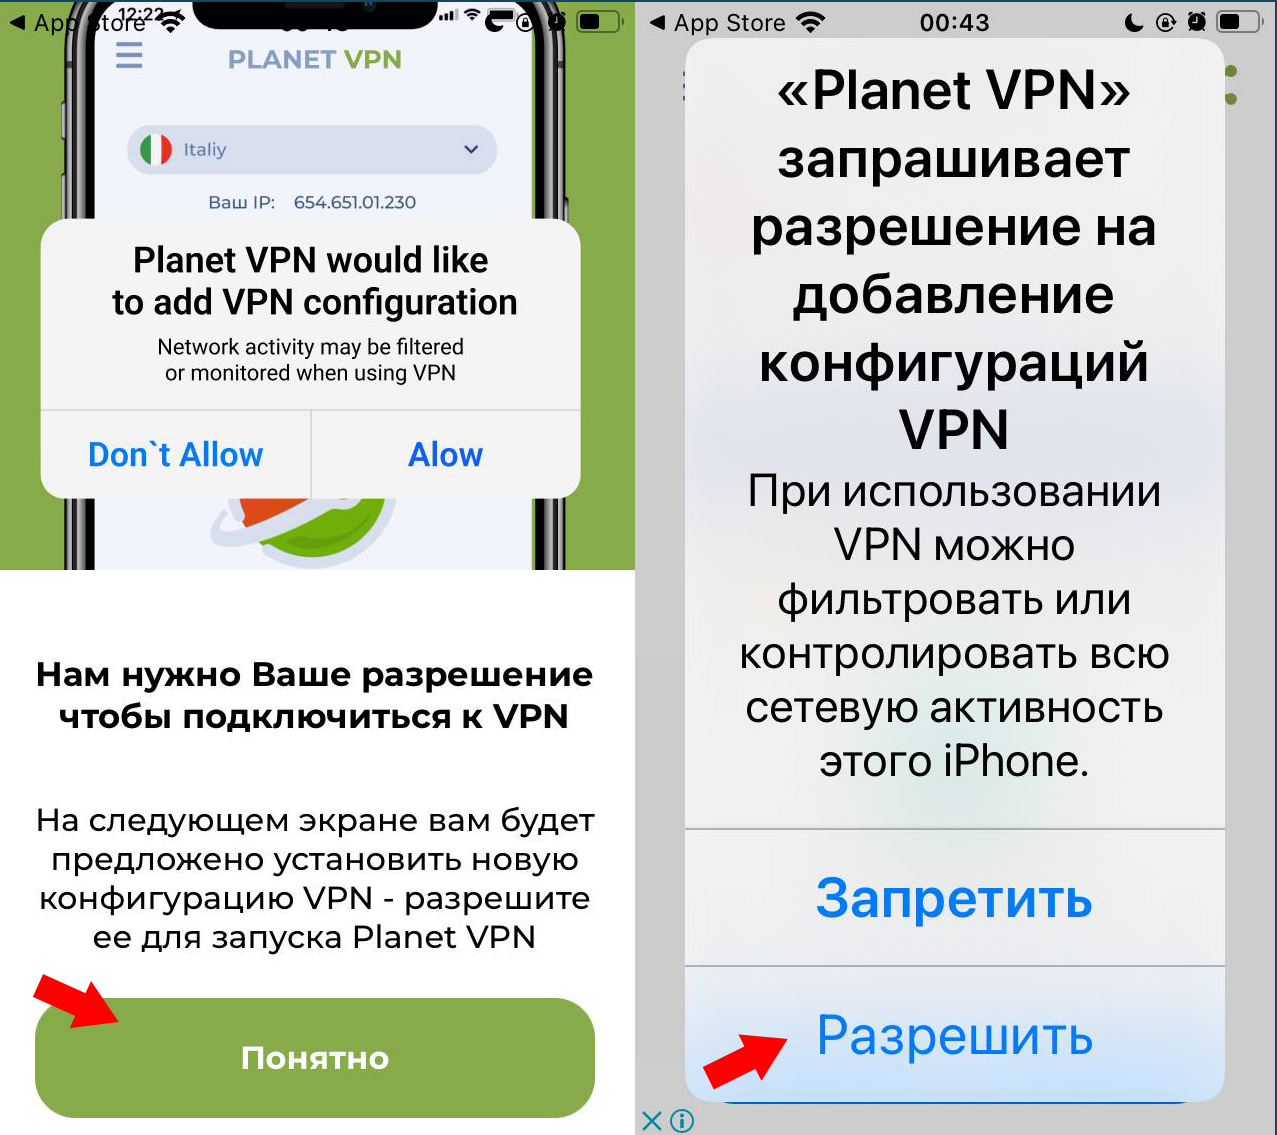 App Store
12:22
PLANET VPN
Italiy
Ваш IP: 654.651.01.230
Planet VPN would like
to add VPN configuration
Network activity may be filtered
or monitored when using VPN
Don`t Allow
Alow
Нам нужно Ваше разрешение
чтобы подключиться к VPN
На следующем экране вам будет
предложено установить новую
конфигурацию VPN - разрешите
ее для запуска Planet VPN
Понятно
App Store
00:43
«Planet VPN»
запрашивает
разрешение на
добавление
конфигураций
VPN
При использовании
VPN можно
фильтровать или
контролировать всю
сетевую активность
этого iPhone.
Запретить
Разрешить